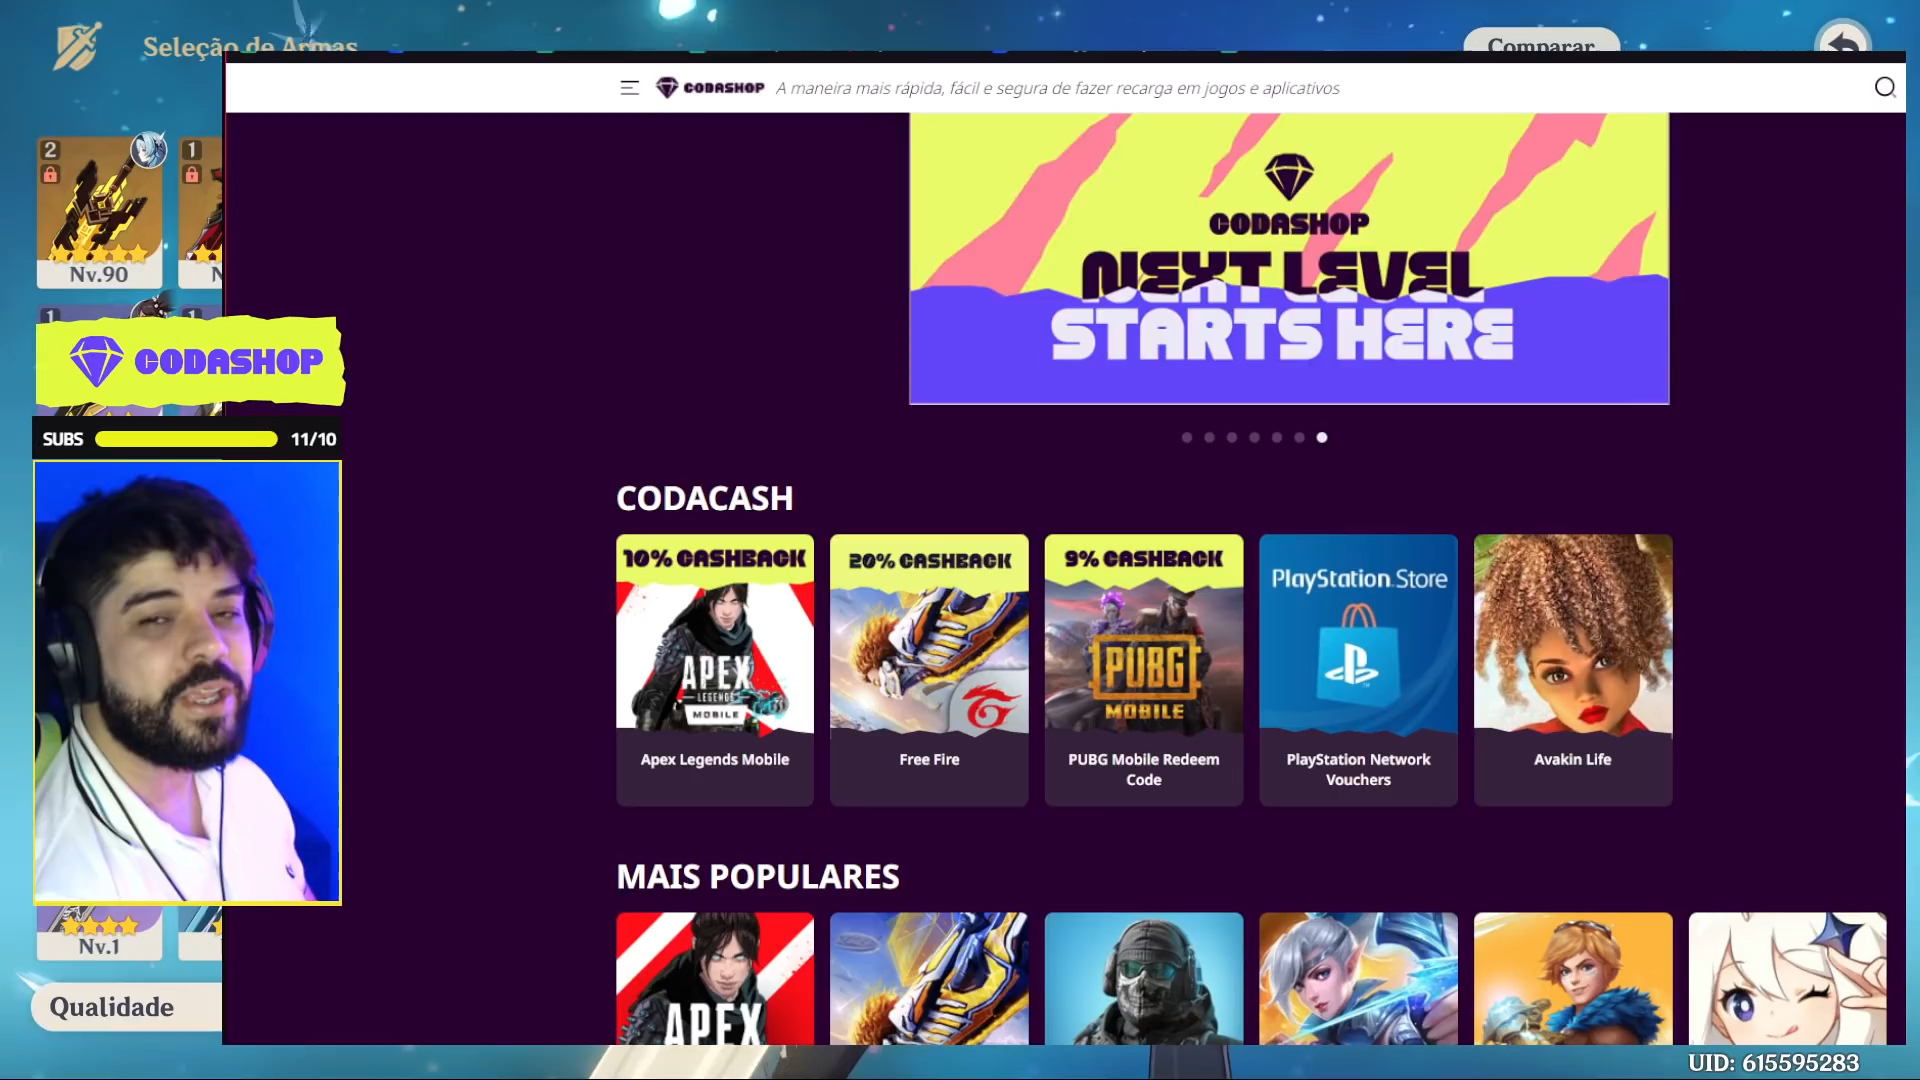 Seleção de Armas
Comparar
CODASHOP
A maneira mais rápida, fácil e segura de fazer recarga em jogos e aplicativos
2
1
Nv.90
N
1
1
CODASHOP
NEXT LEVEL
STARTS HERE
CODASHOP
SUBS
11/10
CODACASH
10% CASHBACK
20% CASHBACK
9% CASHBACK
PlayStation Store
APEX
LEGENDS
MOBILE
PUBG
MOBILE
Apex Legends Mobile
Free Fire
PUBG Mobile Redeem
Code
PlayStation Network
Vouchers
Avakin Life
MAIS POPULARES
APEX
Nv.1
Qualidade
UID: 615595283